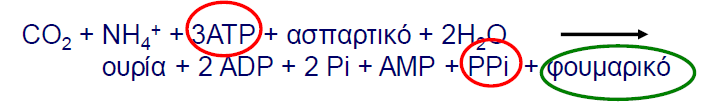 CO₂ + NH₄⁺ + 3ATP + ασπαρτικό + 2H₂O
ουρία + 2 ADP + 2 Pi + AMP + PPi + φουμαρικό